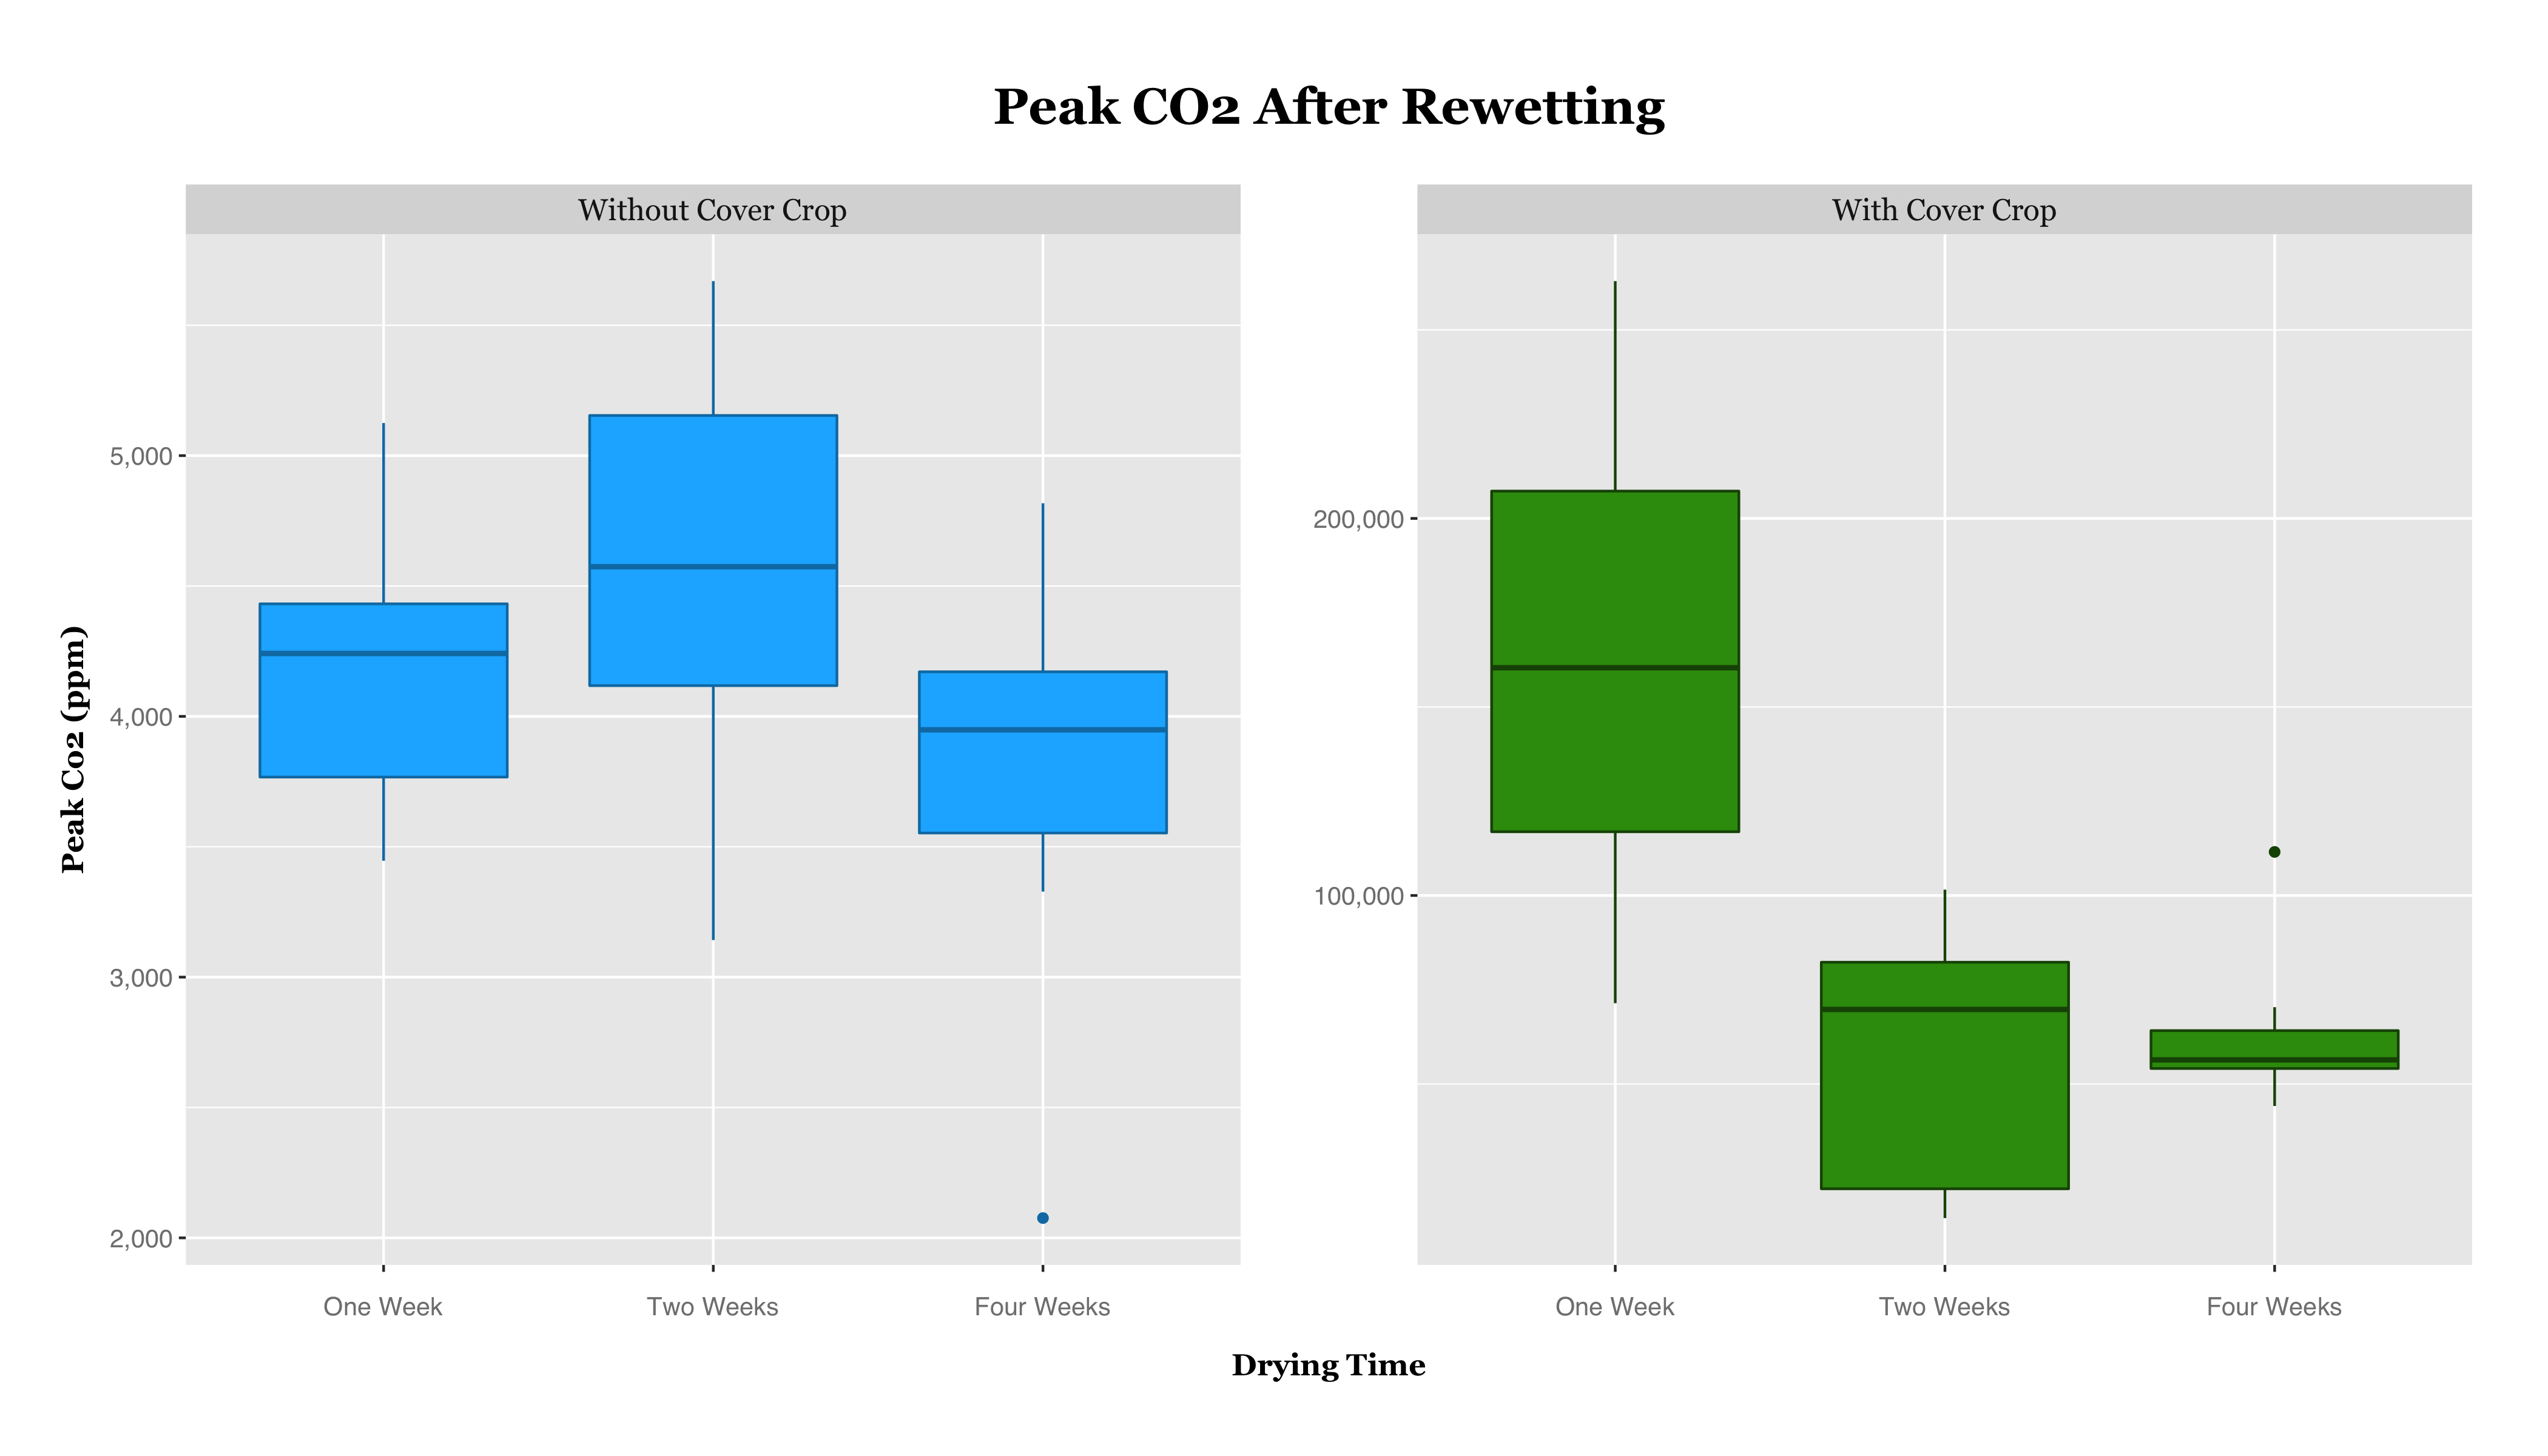 Peak CO2 After Rewetting
Without Cover Crop
With Cover Crop
Peak Co2 (ppm)
5,000
4,000
3,000
2,000
200,000
100,000
One Week
Two Weeks
Four Weeks
One Week
Two Weeks
Four Weeks
Drying Time